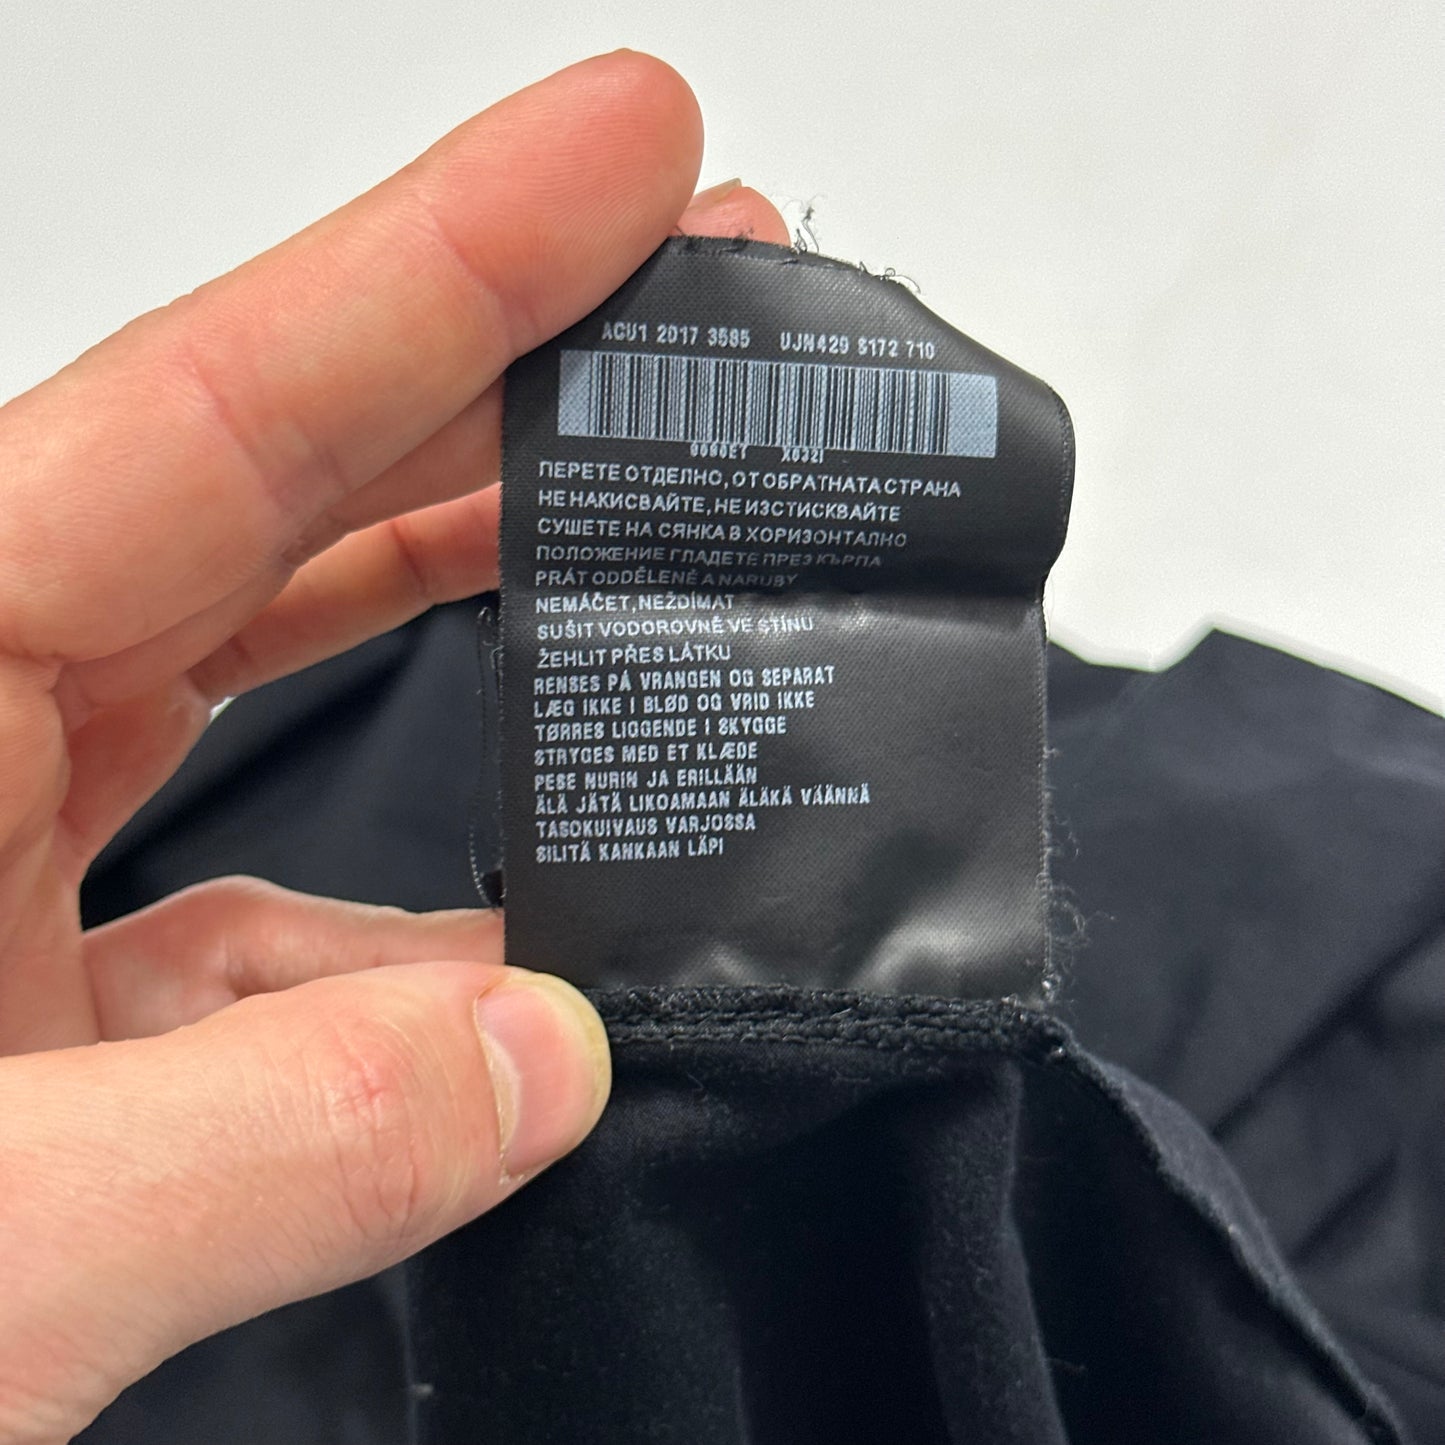 ACU1 2017 3585 UJN429 S172 710
ПЕРЕТЕ ОТДЕЛНО, ОТ ОБРАТНАТА СТРАНА
НЕ НАКИСВАЙТЕ, НЕ ИЗСТИСКВАЙТЕ
СУШЕТЕ НА СЯНКА В ХОРИЗОНТАЛНО
ПОЛОЖЕНИЕ ГЛАДЕТЕ ПРЕЗ КЪРПА
PRÁT ODDĚLENĚ A NARUBY
NEMÁČET, NEŽDÍMAT
SUŠIT VODOROVNĚ VE STÍNU
ŽEHLIT PŘES LÁTKU
RENSES PÅ VRANGEN OG SEPARAT
LÆG IKKE I BLØD OG VRID IKKE
TØRRES LIGGENDE I SKYGGE
STRYGES MED ET KLÆDE
PESE NURIN JA ERILLÄÄN
ÄLÄ JÄTÄ LIKOAMAAN ÄLÄKÄ VÄÄNNÄ
TASOKUIVAUS VARJOSSA
SILITÄ KANKAAN LÄPI